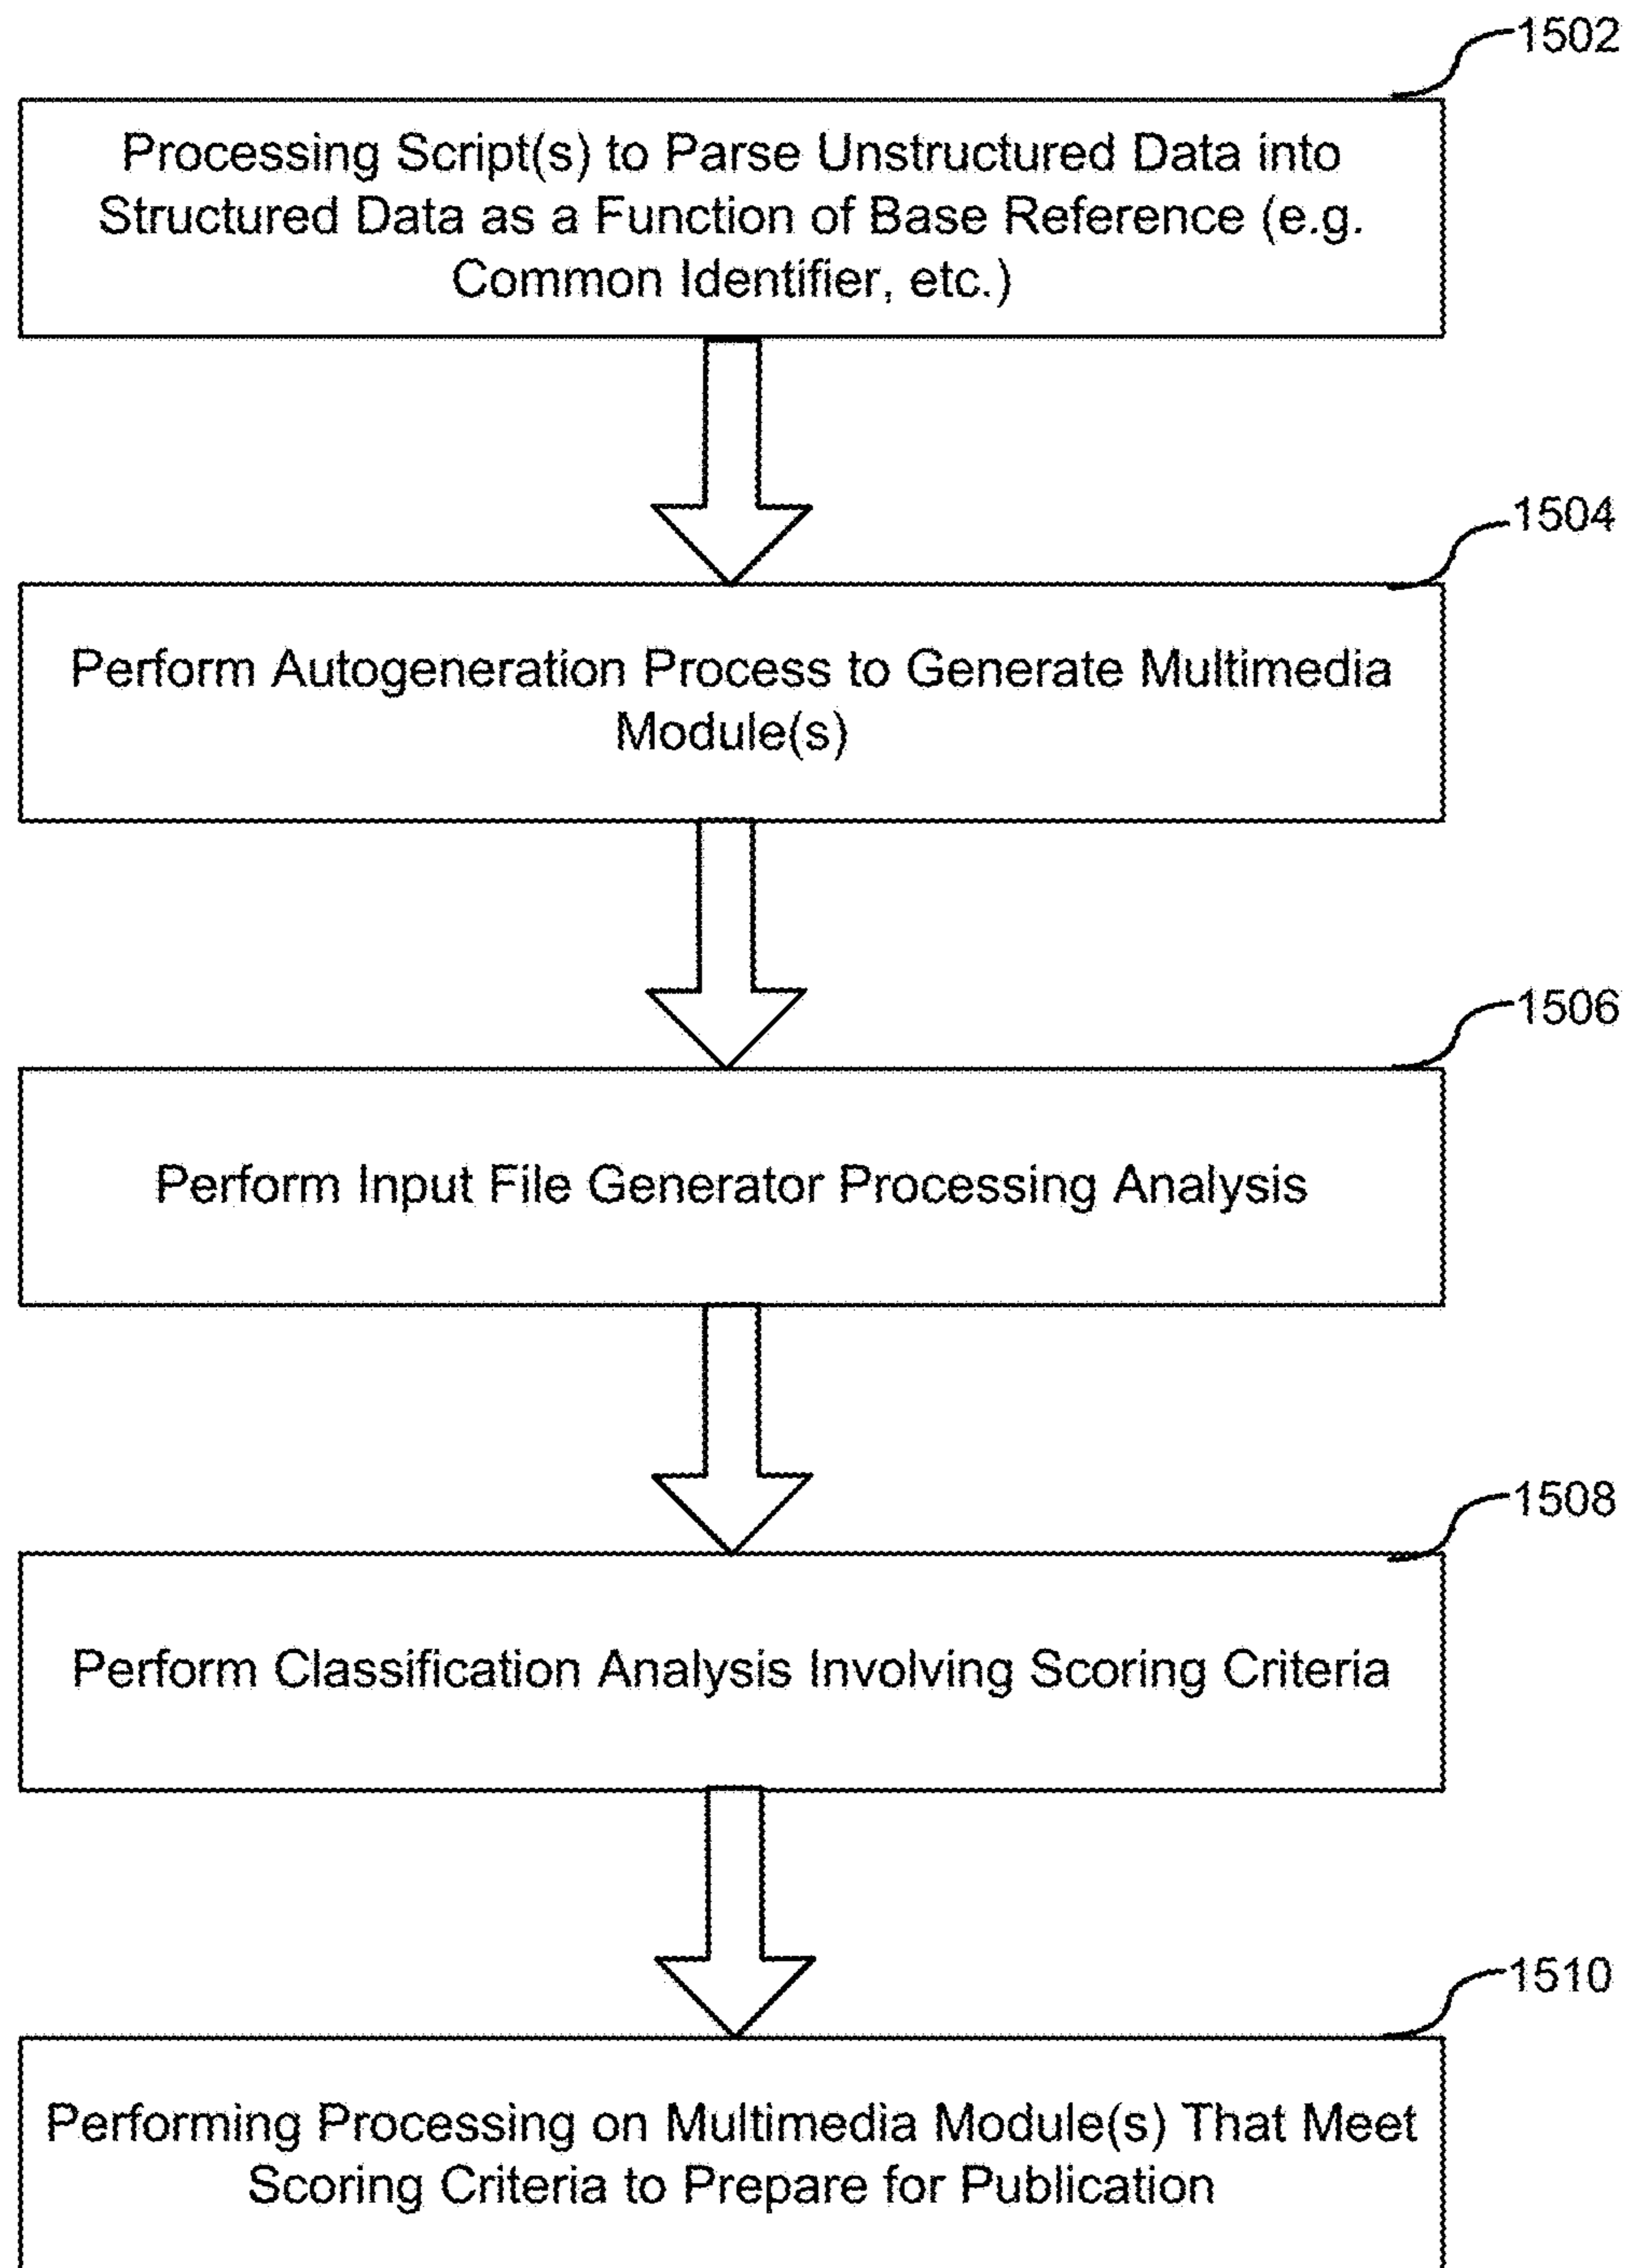 1502
Processing Script(s) to Parse Unstructured Data into
Structured Data as a Function of Base Reference (e.g.
Common Identifier, etc.)
1504
Perform Autogeneration Process to Generate Multimedia
Module(s)
1506
Perform Input File Generator Processing Analysis
1508
Perform Classification Analysis Involving Scoring Criteria
1510
Performing Processing on Multimedia Module(s) That Meet
Scoring Criteria to Prepare for Publication